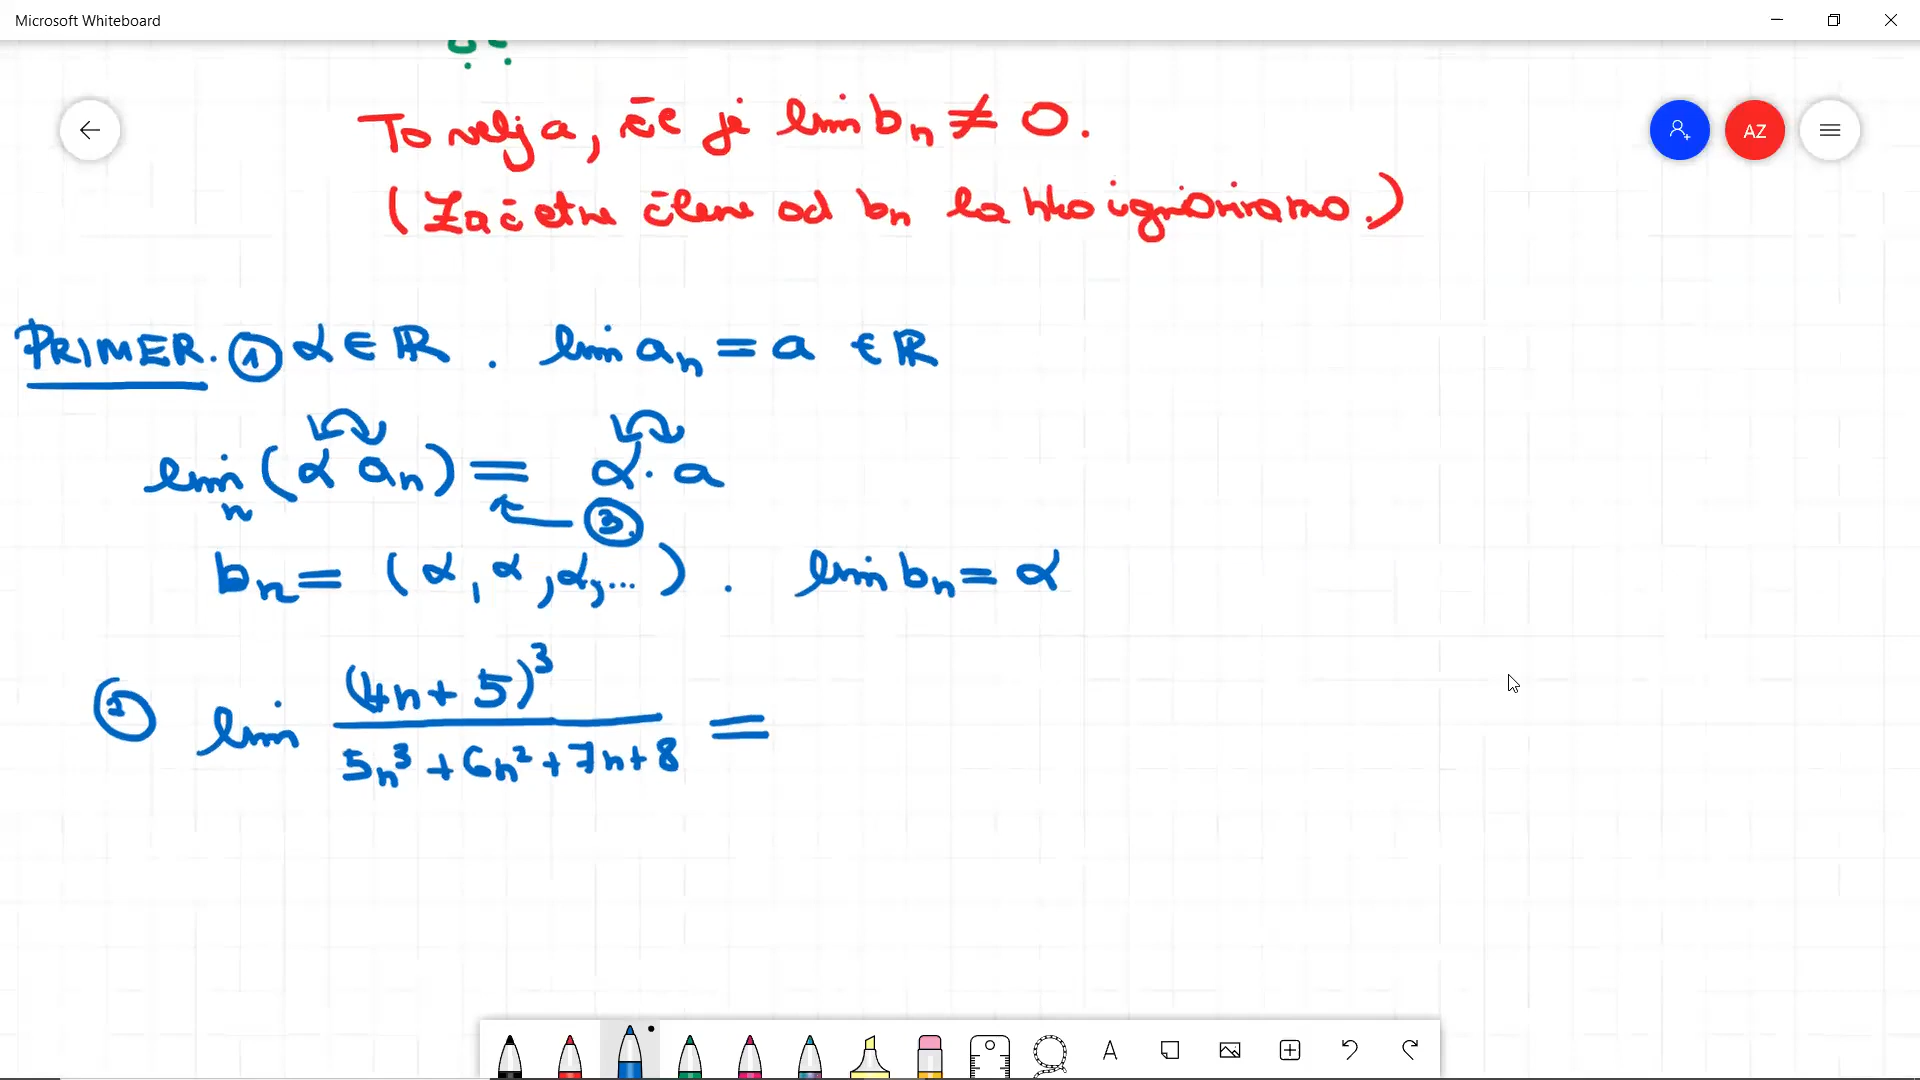 Microsoft Whiteboard
To velja, če je lim bₙ ≠ 0.
(Začetne člene od bₙ lahko ignoriramo.)
AZ
PRIMER. ① α ∈ ℝ . lim aₙ = a ∈ ℝ
lim (α aₙ) = α · a
n
③
bₙ = (α, α, α, ...) . lim bₙ = α
② lim (4n + 5)³ / (5n³ + 6n² + 7n + 8) =
A